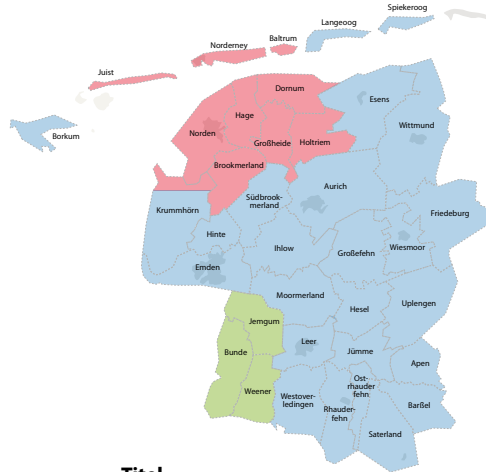 Spiekeroog
Langeoog
Baltrum
Norderney
Juist
Dornum
Esens
Hage
Wittmund
Borkum
Norden
Großheide
Holtriem
Brookmerland
Aurich
Südbrook-
merland
Krummhörn
Friedeburg
Hinte
Ihlow
Großefehn
Wiesmoor
Emden
Moormerland
Uplengen
Hesel
Jemgum
Leer
Bunde
Jümme
Apen
Ost-
rhauder
fehn
Weener
Westover-
ledingen
Rhauder-
fehn
Barßel
Saterland